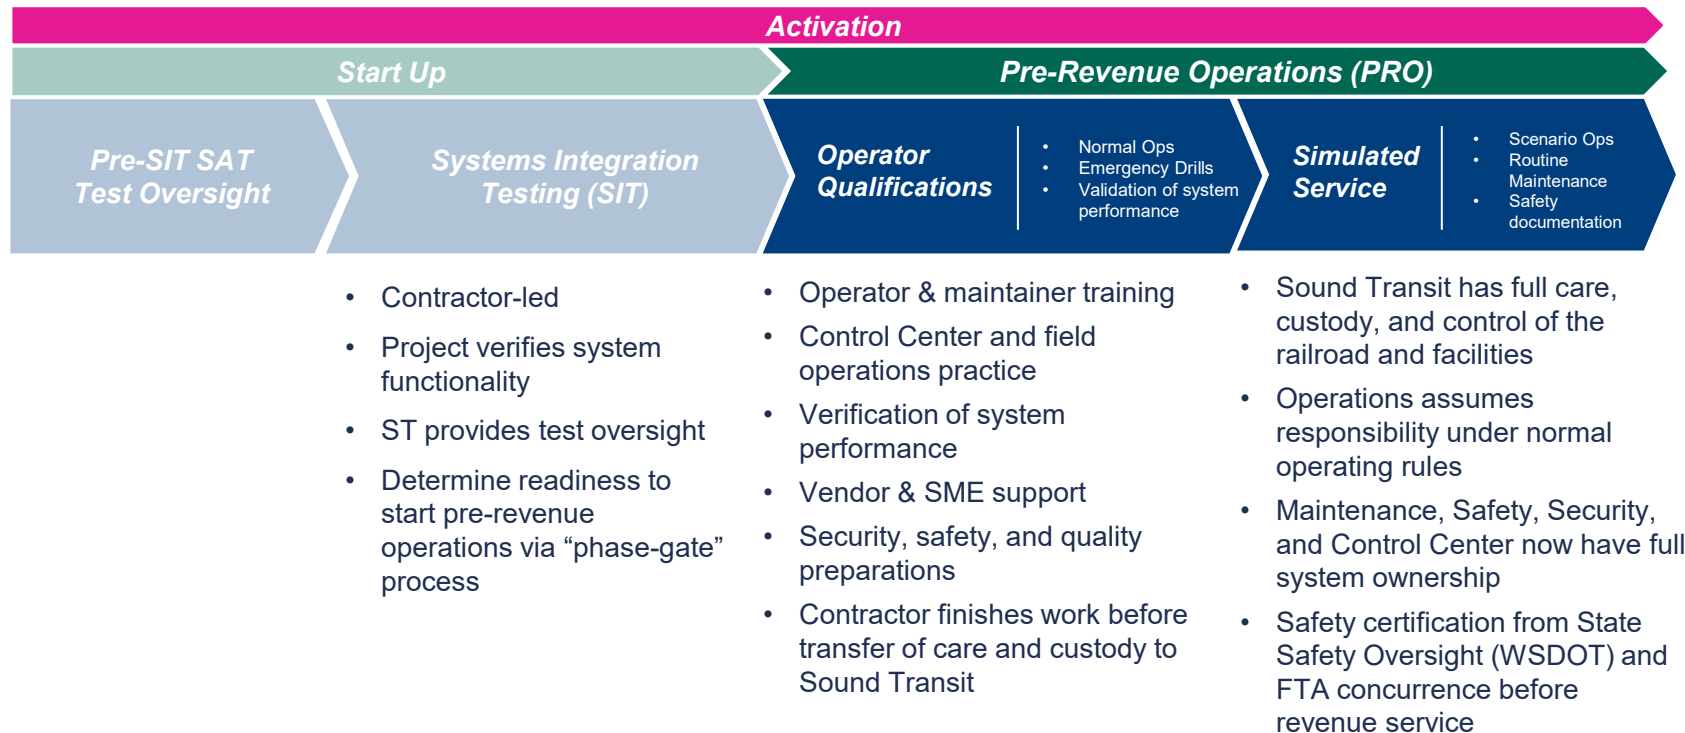 Activation
Start Up
Pre-Revenue Operations (PRO)
Pre-SIT SAT
Test Oversight
Systems Integration
Testing (SIT)
Operator
Qualifications
• Normal Ops
• Emergency Drills
• Validation of system
performance
Simulated
Service
• Scenario Ops
• Routine
Maintenance
• Safety
documentation
• Contractor-led
• Project verifies system
functionality
• ST provides test oversight
• Determine readiness to
start pre-revenue
operations via “phase-gate”
process
• Operator & maintainer training
• Control Center and field
operations practice
• Verification of system
performance
• Vendor & SME support
• Security, safety, and quality
preparations
• Contractor finishes work before
transfer of care and custody to
Sound Transit
• Sound Transit has full care,
custody, and control of the
railroad and facilities
• Operations assumes
responsibility under normal
operating rules
• Maintenance, Safety, Security,
and Control Center now have full
system ownership
• Safety certification from State
Safety Oversight (WSDOT) and
FTA concurrence before
revenue service